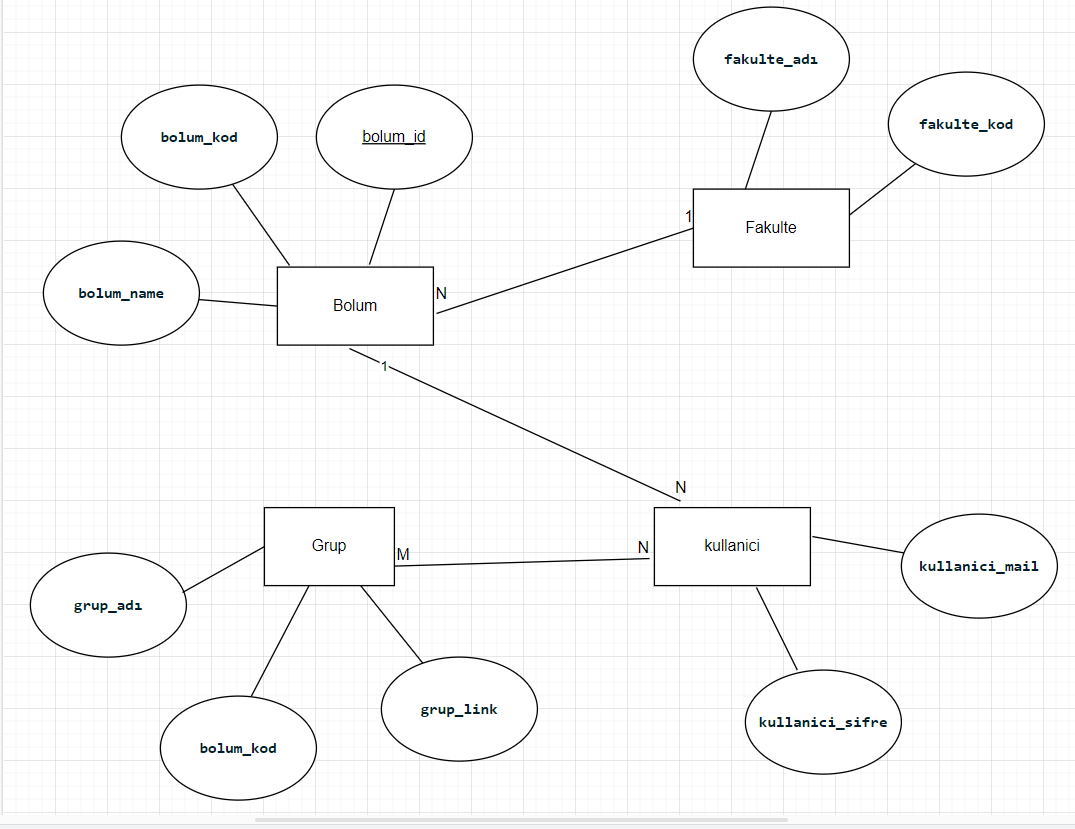 fakulte_adı
fakulte_kod
bolum_kod
bolum_id
1
Fakulte
bolum_name
Bolum
N
1
N
Grup
M
N
kullanici
kullanici_mail
grup_adı
grup_link
kullanici_sifre
bolum_kod